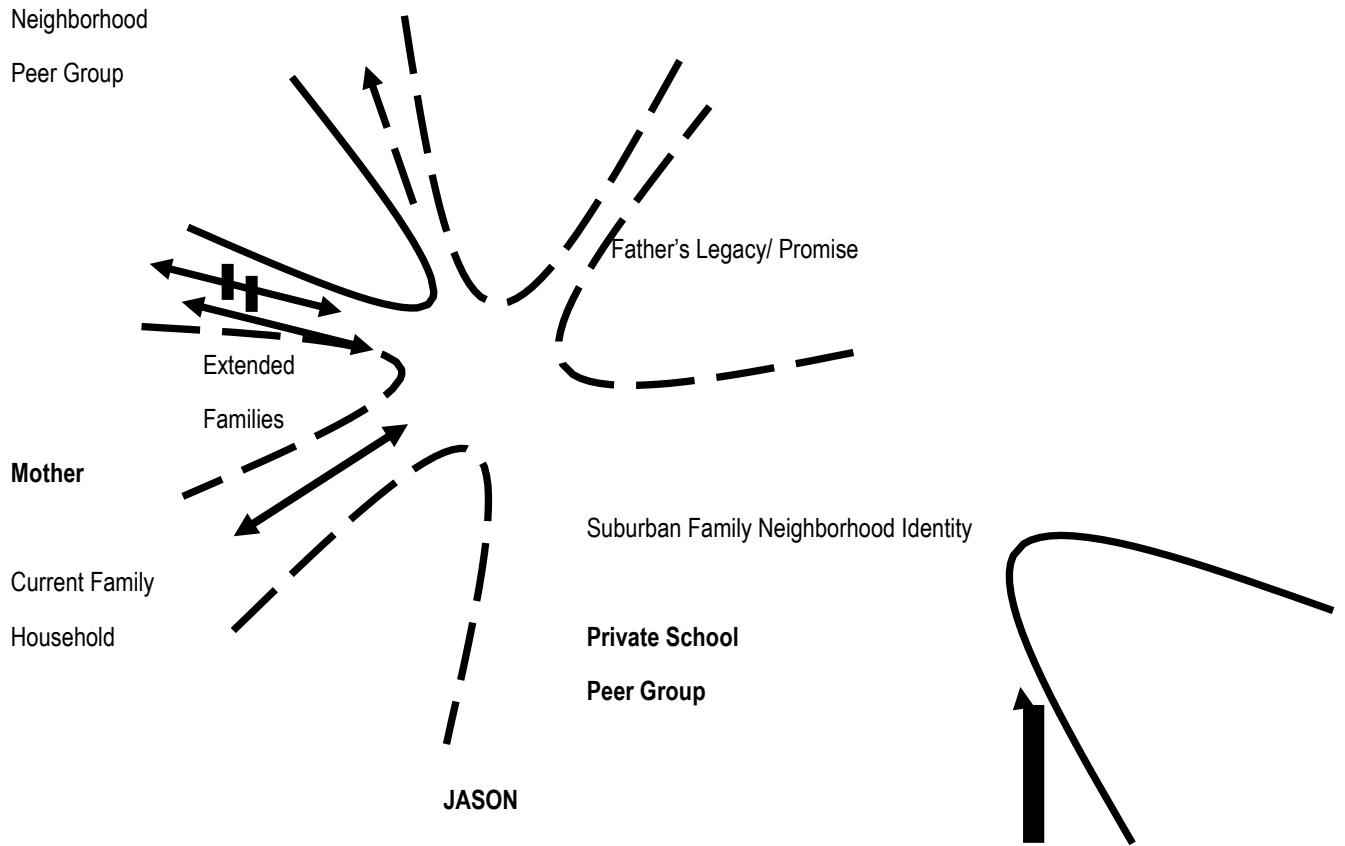 Neighborhood
Peer Group
Father’s Legacy/ Promise
Extended
Families
Mother
Suburban Family Neighborhood Identity
Current Family
Household
Private School
Peer Group
JASON